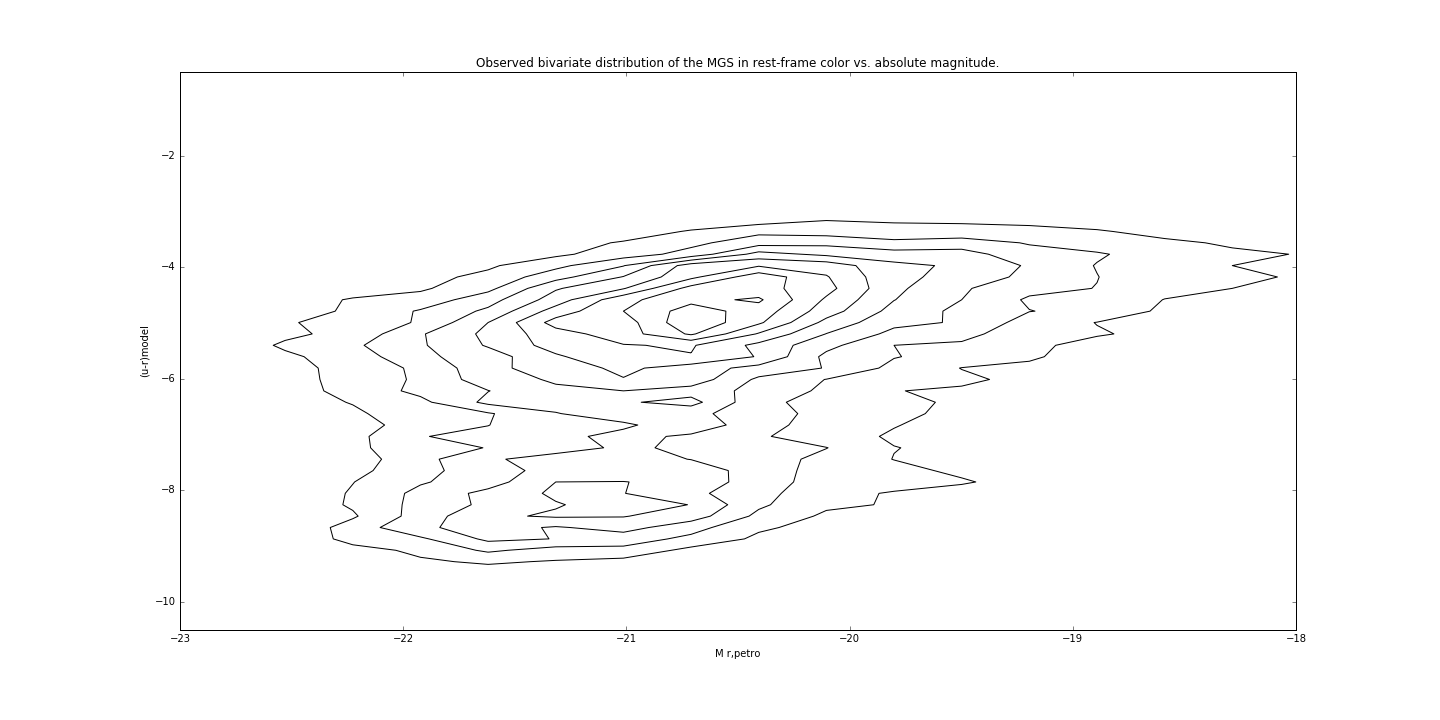 Observed bivariate distribution of the MGS in rest-frame color vs. absolute magnitude.
−2
−4
−6
−8
−10
(u-r)model
−23 −22 −21 −20 −19 −18
M r,petro